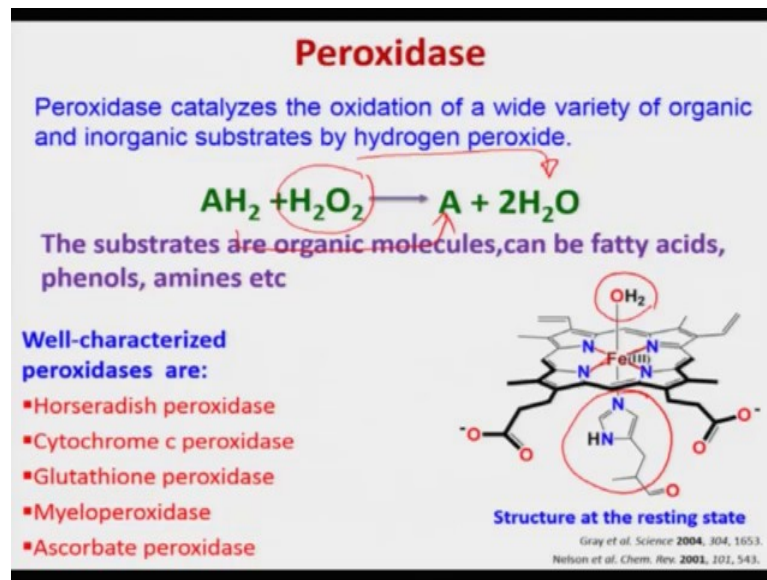 Peroxidase
Peroxidase catalyzes the oxidation of a wide variety of organic
and inorganic substrates by hydrogen peroxide.
AH₂ +H₂O₂ → A + 2H₂O
The substrates are organic molecules,can be fatty acids,
phenols, amines etc
Well-characterized
peroxidases are:
▪Horseradish peroxidase
▪Cytochrome c peroxidase
▪Glutathione peroxidase
▪Myeloperoxidase
▪Ascorbate peroxidase
OH₂
N N
Fe(III)
N N
N
HN
⁻O O
O O⁻
O
Structure at the resting state
Gray et al. Science 2004, 304, 1653.
Nelson et al. Chem. Rev. 2001, 101, 543.